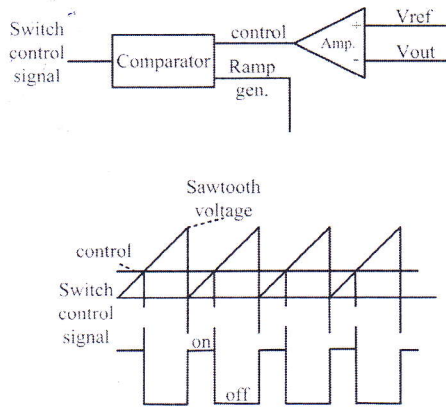 Switch
control
signal
Comparator
control
Ramp
gen.
Amp.
+
-
Vref
Vout
Sawtooth
voltage
control
Switch
control
signal
on
off